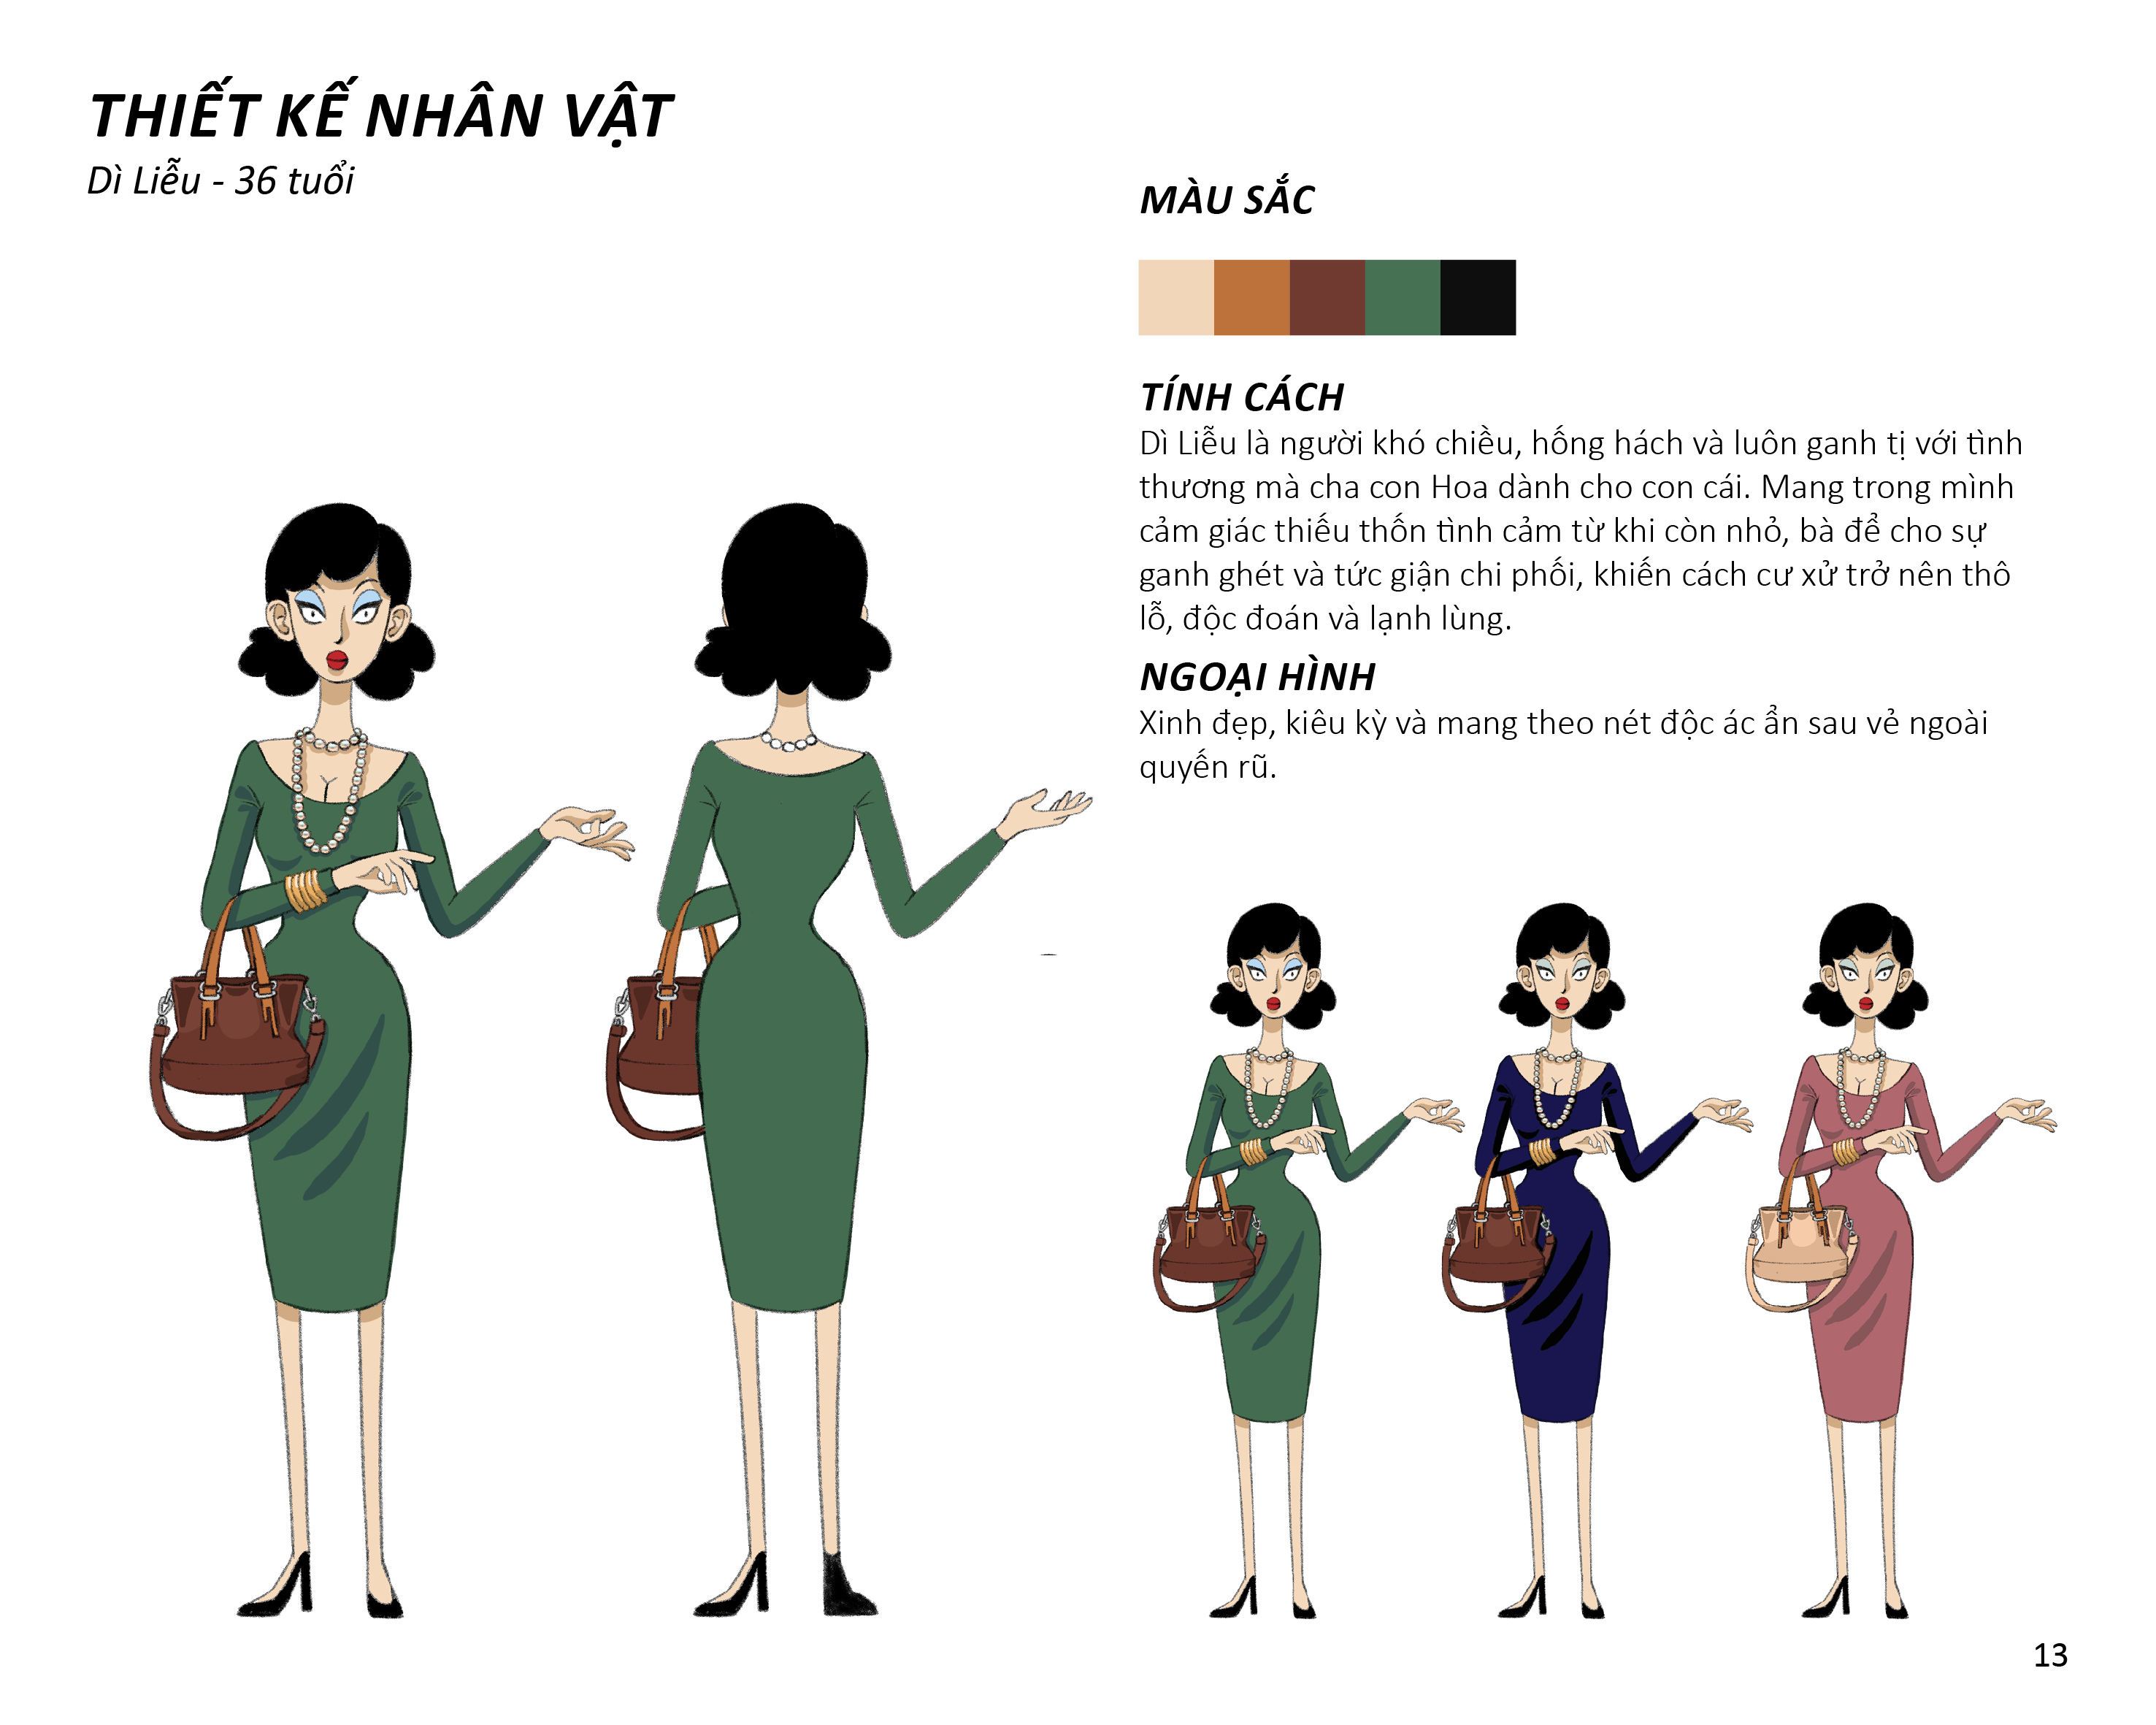 THIẾT KẾ NHÂN VẬT
Dì Liễu - 36 tuổi
MÀU SẮC
TÍNH CÁCH
Dì Liễu là người khó chiều, hống hách và luôn ganh tị với tình
thương mà cha con Hoa dành cho con cái. Mang trong mình
cảm giác thiếu thốn tình cảm từ khi còn nhỏ, bà để cho sự
ganh ghét và tức giận chi phối, khiến cách cư xử trở nên thô
lỗ, độc đoán và lạnh lùng.
NGOẠI HÌNH
Xinh đẹp, kiêu kỳ và mang theo nét độc ác ẩn sau vẻ ngoài
quyến rũ.
13